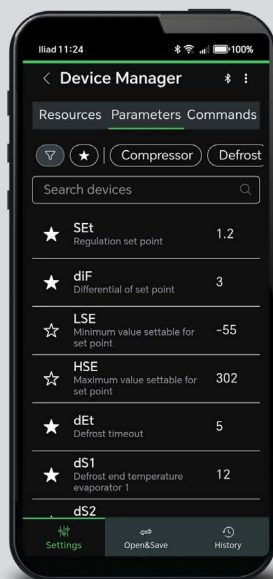 Iliad 11:24 100%
Device Manager
Resources Parameters Commands
Compressor Defrost
Search devices
SEt 1.2
Regulation set point
diF 3
Differential of set point
LSE -55
Minimum value settable for
set point
HSE 302
Maximum value settable for
set point
dEt 5
Defrost timeout
dS1 12
Defrost end temperature
evaporator 1
dS2
Settings Open&Save History